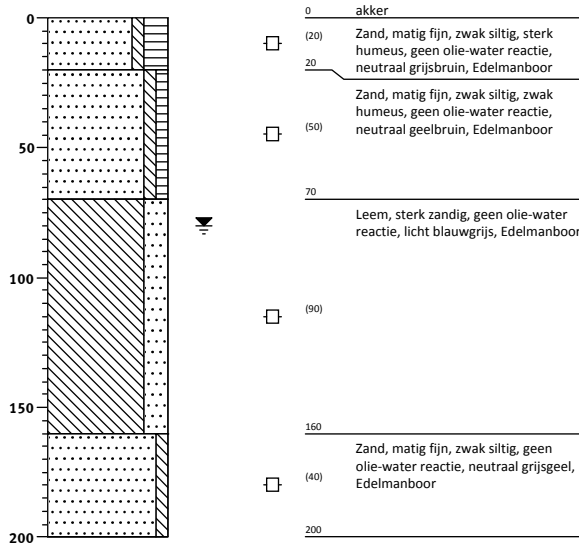 0
50
100
150
200
0 akker
(20) Zand, matig fijn, zwak siltig, sterk
humeus, geen olie-water reactie,
20 neutraal grijsbruin, Edelmanboor
Zand, matig fijn, zwak siltig, zwak
humeus, geen olie-water reactie,
(50) neutraal geelbruin, Edelmanboor
70
Leem, sterk zandig, geen olie-water
reactie, licht blauwgrijs, Edelmanboor
(90)
160
Zand, matig fijn, zwak siltig, geen
olie-water reactie, neutraal grijsgeel,
(40) Edelmanboor
200